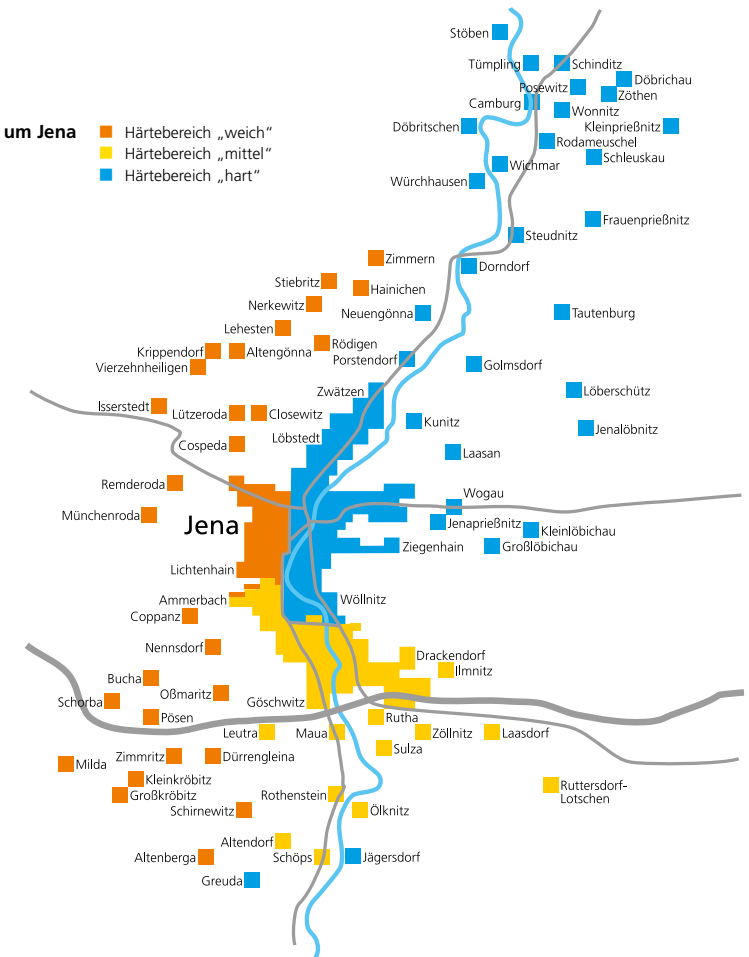 Stöben
Tümpling
Schinditz
Döbrichau
Posewitz
Zöthen
Camburg
Wonnitz
um Jena
Härtebereich „weich“
Döbritschen
Kleinprießnitz
Härtebereich „mittel“
Rodameuschel
Härtebereich „hart“
Schleuskau
Wichmar
Würchhausen
Frauenprießnitz
Steudnitz
Zimmern
Dorndorf
Stiebritz
Hainichen
Nerkewitz
Neuengönna
Tautenburg
Lehesten
Rödigen
Krippendorf
Altengönna
Porstendorf
Vierzehnheiligen
Golmsdorf
Zwätzen
Löberschütz
Isserstedt
Lützeroda
Closewitz
Kunitz
Jenalöbnitz
Löbstedt
Cospeda
Laasan
Remderoda
Wogau
Münchenroda
Jena
Jenaprießnitz
Kleinlöbichau
Ziegenhain
Großlöbichau
Lichtenhain
Ammerbach
Wöllnitz
Coppanz
Nennsdorf
Drackendorf
Ilmnitz
Bucha
Oßmaritz
Schorba
Göschwitz
Pösen
Rutha
Leutra
Maua
Zöllnitz
Laasdorf
Sulza
Zimmritz
Dürrengleina
Milda
Kleinkröbitz
Großkröbitz
Rothenstein
Ruttersdorf-
Lotschen
Schirnewitz
Ölknitz
Altendorf
Altenberga
Schöps
Jägersdorf
Greuda